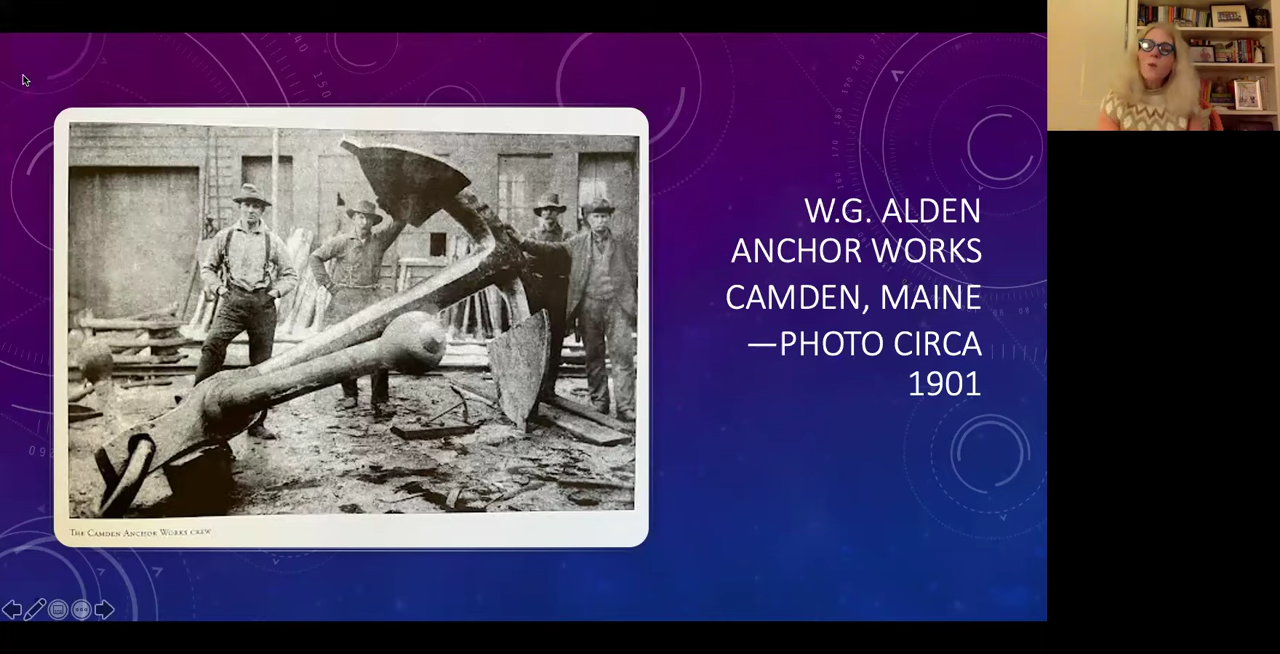 W.G. ALDEN
ANCHOR WORKS
CAMDEN, MAINE
—PHOTO CIRCA
1901
THE CAMDEN ANCHOR WORKS CREW